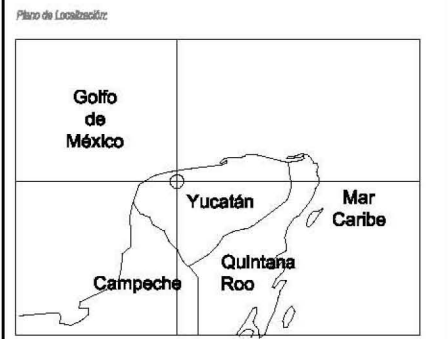 Plano de Localización:
Golfo
de
México
Yucatán
Mar
Caribe
Campeche
Quintana
Roo